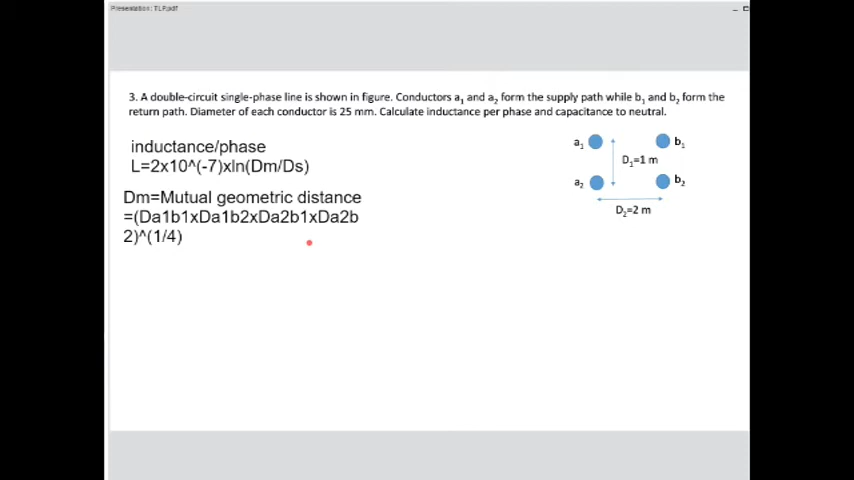 Presentation: TLP.pdf
3. A double-circuit single-phase line is shown in figure. Conductors a₁ and a₂ form the supply path while b₁ and b₂ form the
return path. Diameter of each conductor is 25 mm. Calculate inductance per phase and capacitance to neutral.
inductance/phase
L=2x10^(-7)xln(Dm/Ds)
Dm=Mutual geometric distance
=(Da1b1xDa1b2xDa2b1xDa2b
2)^(1/4)
a₁ b₁
D₁=1 m
a₂ b₂
D₂=2 m